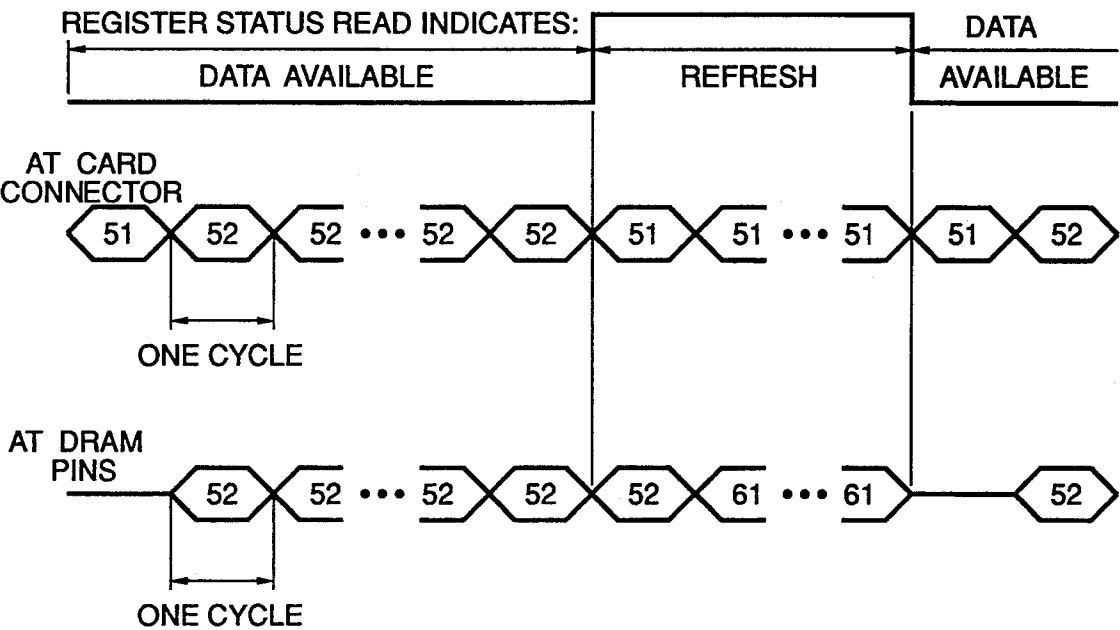 REGISTER STATUS READ INDICATES:
DATA AVAILABLE
REFRESH
DATA
AVAILABLE
AT CARD
CONNECTOR
51 52 52 ••• 52 52 51 51 ••• 51 51 52
ONE CYCLE
AT DRAM
PINS
52 52 ••• 52 52 52 61 ••• 61 52
ONE CYCLE